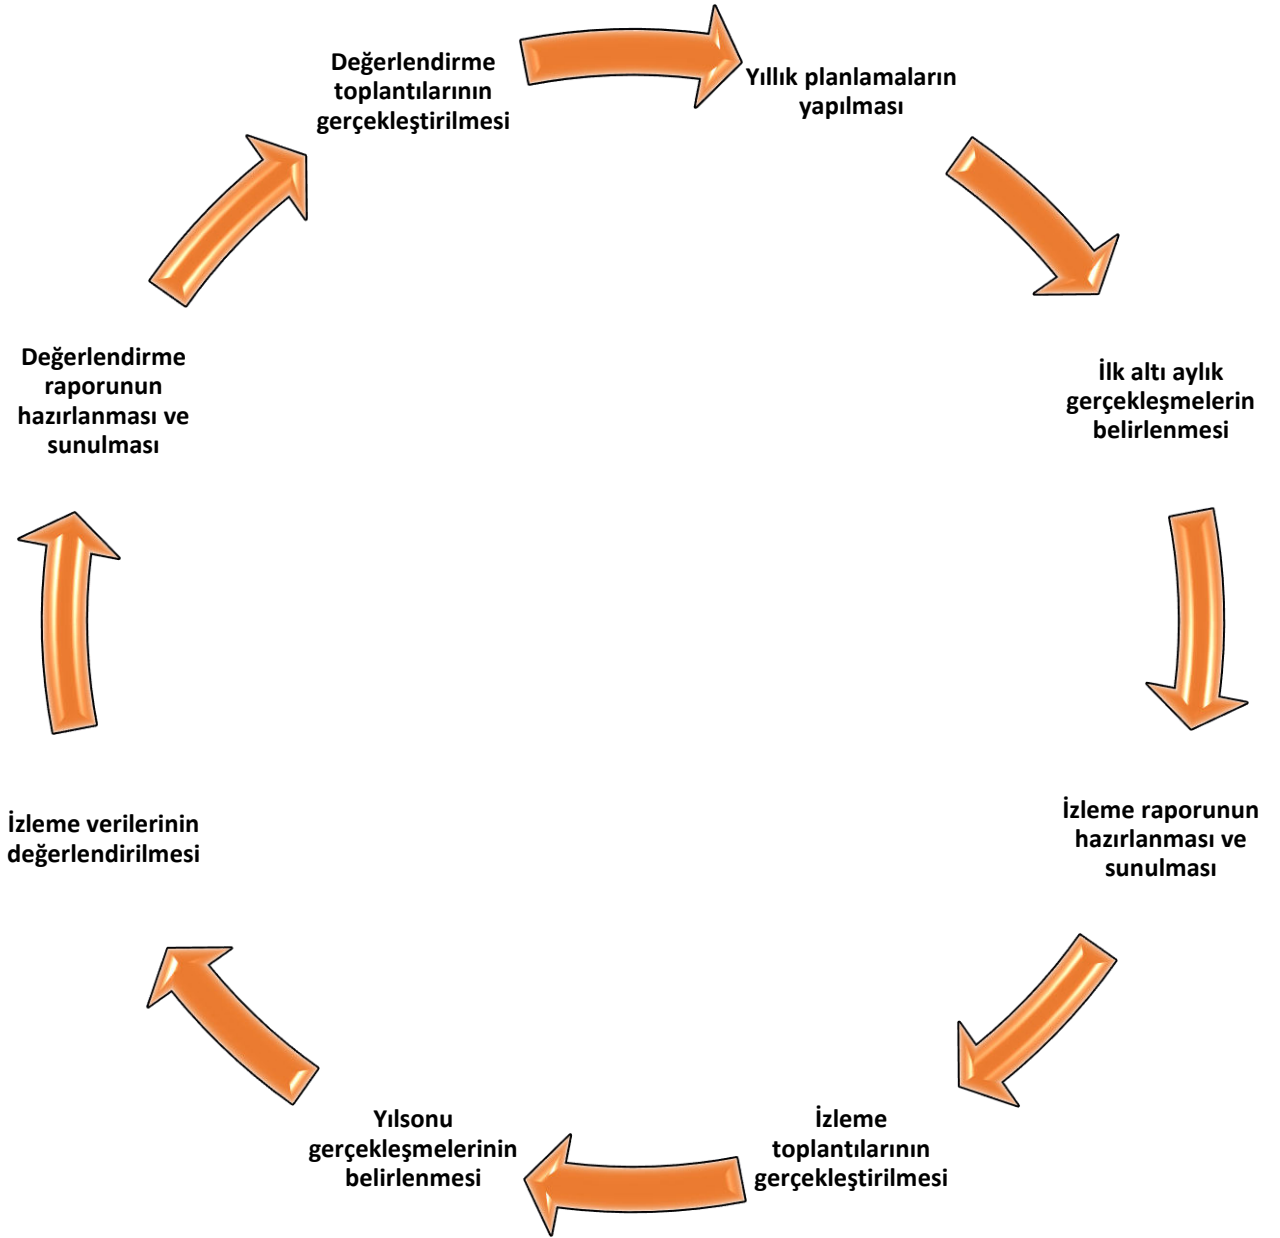 Değerlendirme
toplantılarının
gerçekleştirilmesi
Yıllık planlamaların
yapılması
İlk altı aylık
gerçekleşmelerin
belirlenmesi
İzleme raporunun
hazırlanması ve
sunulması
İzleme
toplantılarının
gerçekleştirilmesi
Yılsonu
gerçekleşmelerinin
belirlenmesi
İzleme verilerinin
değerlendirilmesi
Değerlendirme
raporunun
hazırlanması ve
sunulması